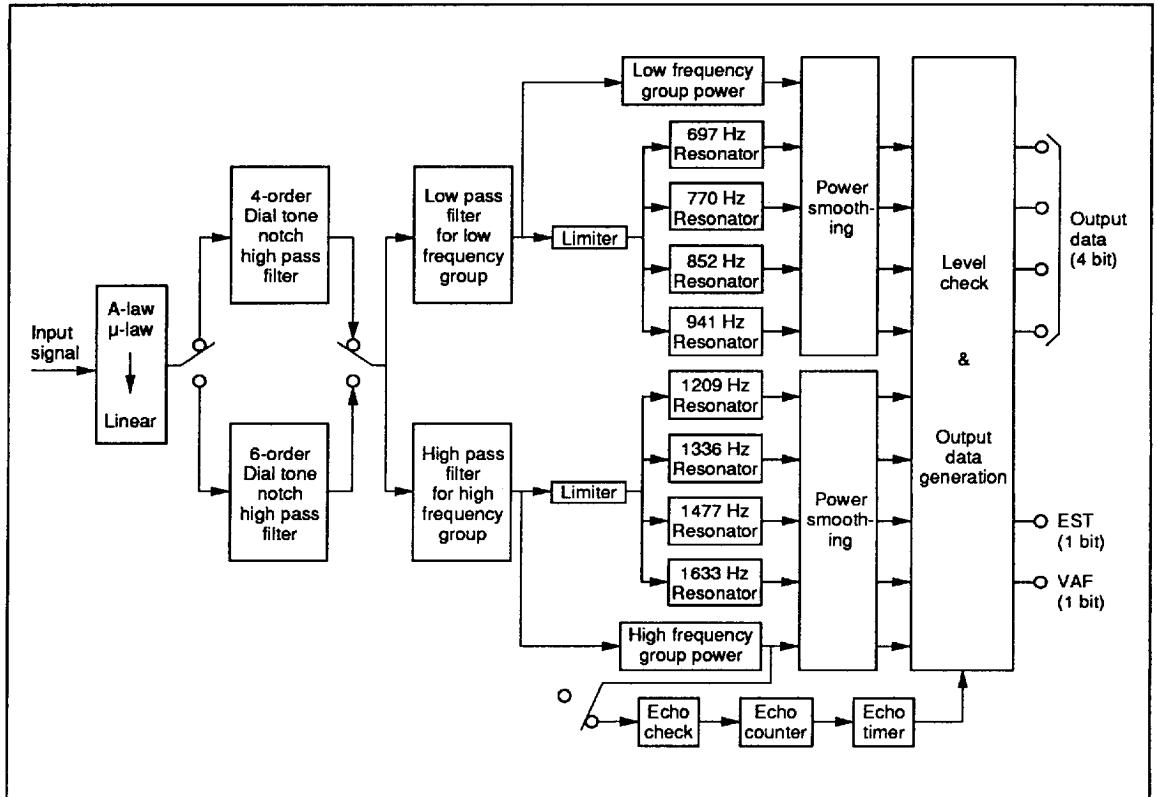 Input
signal
A-law
μ-law
Linear
4-order
Dial tone
notch
high pass
filter
6-order
Dial tone
notch
high pass
filter
Low pass
filter
for low
frequency
group
High pass
filter
for high
frequency
group
Low frequency
group power
Limiter
697 Hz
Resonator
770 Hz
Resonator
852 Hz
Resonator
941 Hz
Resonator
Limiter
1209 Hz
Resonator
1336 Hz
Resonator
1477 Hz
Resonator
1633 Hz
Resonator
High frequency
group power
Power
smooth-
ing
Power
smooth-
ing
Echo
check
Echo
counter
Echo
timer
Level
check
&
Output
data
generation
Output
data
(4 bit)
EST
(1 bit)
VAF
(1 bit)